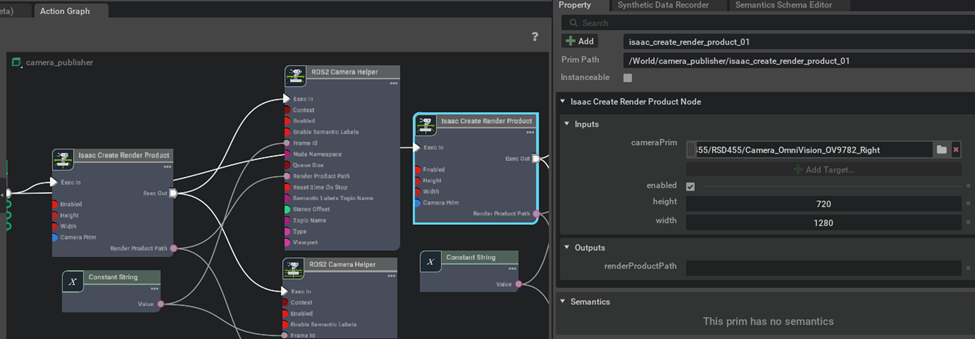 eta)
Action Graph
?
camera_publisher
ROS2 Camera Helper
Exec In
Context
Enabled
Enable Semantic Labels
Frame Id
Node Namespace
Queue Size
Render Product Path
Reset Time On Stop
Semantic Labels Topic Name
Stereo Offset
Topic Name
Type
Viewport
Isaac Create Render Product
Exec In
Exec Out
Enabled
Height
Width
Camera Prim
Render Product Path
Constant String
X
Value
ROS2 Camera Helper
Exec In
Context
Enabled
Enable Semantic Labels
Frame Id
Isaac Create Render Product
Exec In
Exec Out
Enabled
Height
Width
Camera Prim
Render Product Path
Constant String
X
Value
Property
Synthetic Data Recorder
Semantics Schema Editor
Search
Add
isaac_create_render_product_01
Prim Path
/World/camera_publisher/isaac_create_render_product_01
Instanceable
Isaac Create Render Product Node
Inputs
cameraPrim
55/RSD455/Camera_OmniVision_OV9782_Right
Add Target...
enabled
height
720
width
1280
Outputs
renderProductPath
Semantics
This prim has no semantics